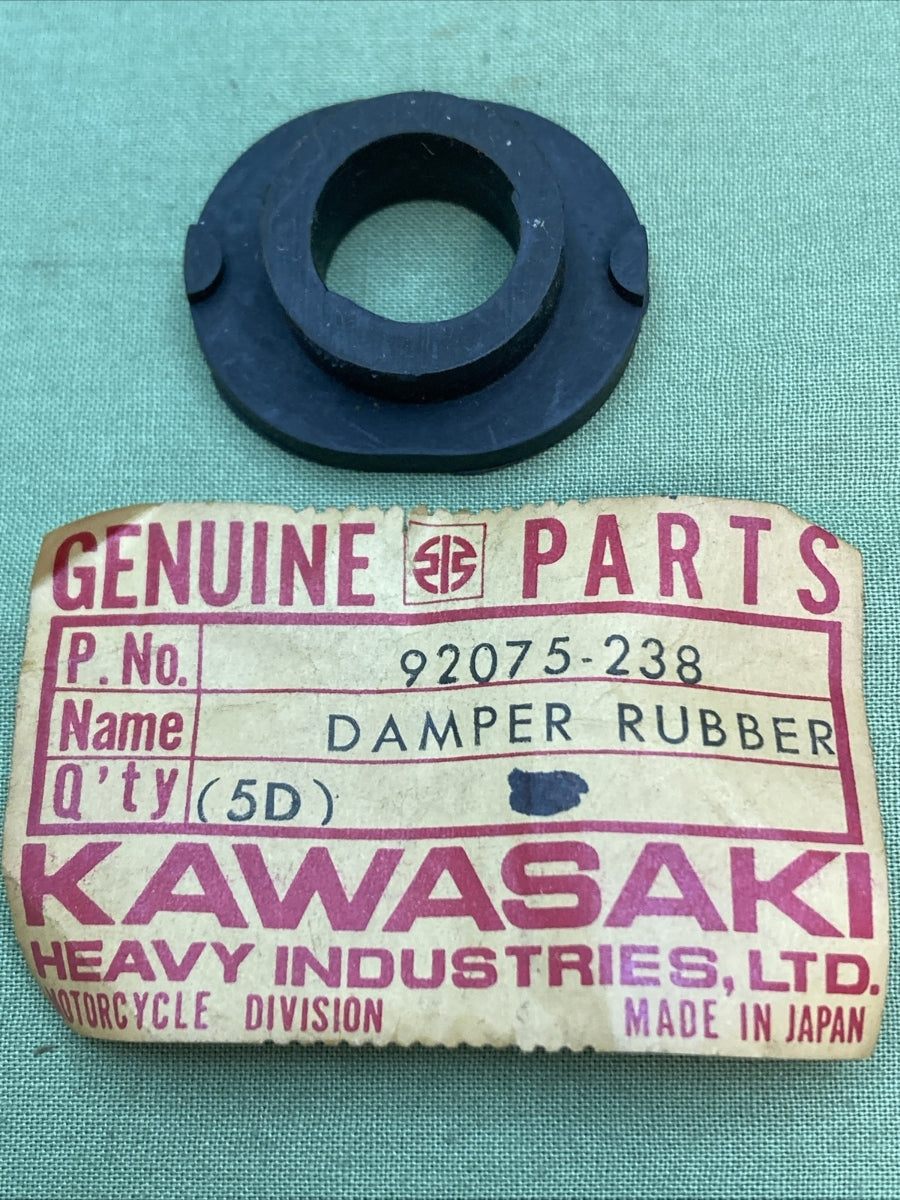 GENUINE PARTS
P. No. 92075-238
Name DAMPER RUBBER
Q'ty (5D)
KAWASAKI
HEAVY INDUSTRIES, LTD.
MOTORCYCLE DIVISION MADE IN JAPAN